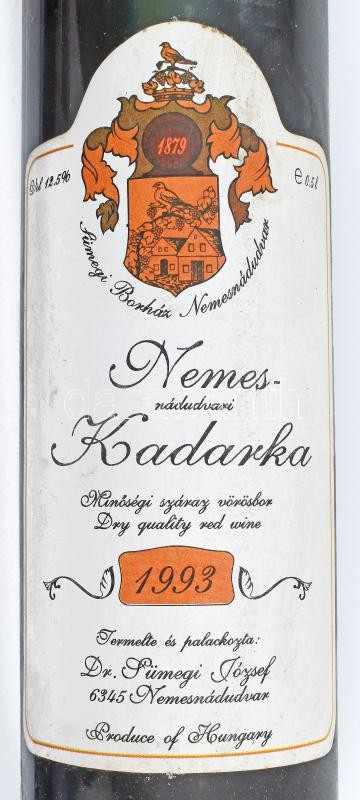 1879
Alc 12.5%
e 0,5 l
Sümegi Borház Nemesnádudvar
Nemes-
nádudvari
Kadarka
Minőségi száraz vörösbor
Dry quality red wine
1993
Termelte és palackozta:
Dr. Sümegi József
6345 Nemesnádudvar
Produce of Hungary